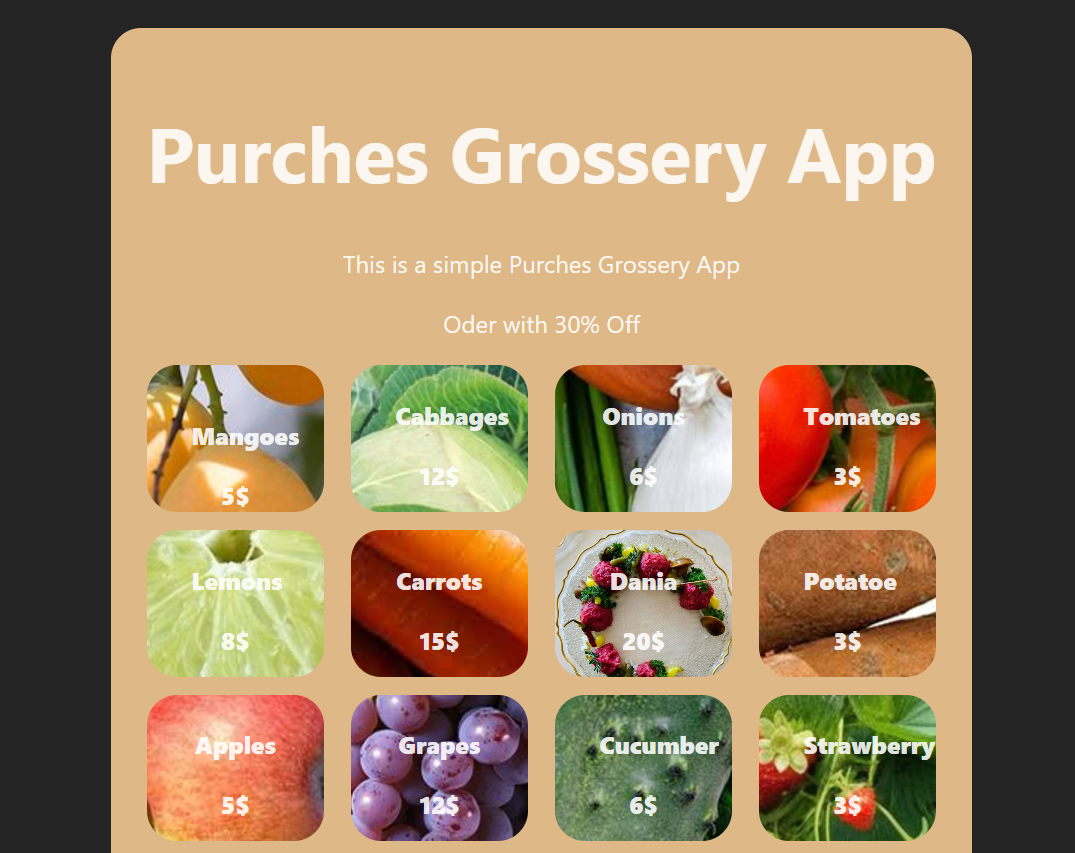 Purches Grossery App
This is a simple Purches Grossery App
Oder with 30% Off
Mangoes
5$
Cabbages
12$
Onions
6$
Tomatoes
3$
Lemons
8$
Carrots
15$
Dania
20$
Potatoe
3$
Apples
5$
Grapes
12$
Cucumber
6$
Strawberry
3$